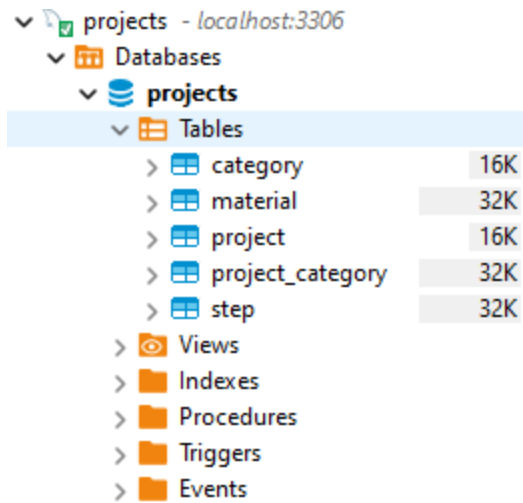 projects - localhost:3306
Databases
projects
Tables
category 16K
material 32K
project 16K
project_category 32K
step 32K
Views
Indexes
Procedures
Triggers
Events